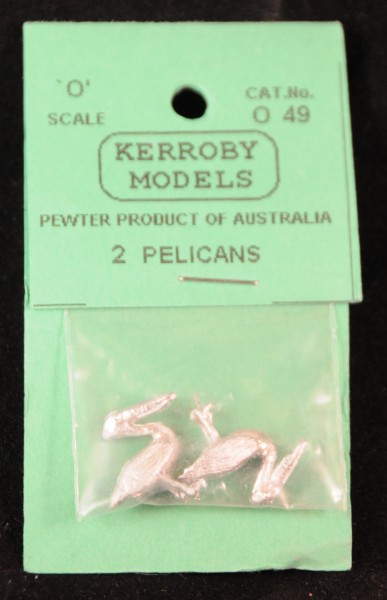 'O' CAT.No.
SCALE O 49
KERROBY
MODELS
PEWTER PRODUCT OF AUSTRALIA
2 PELICANS